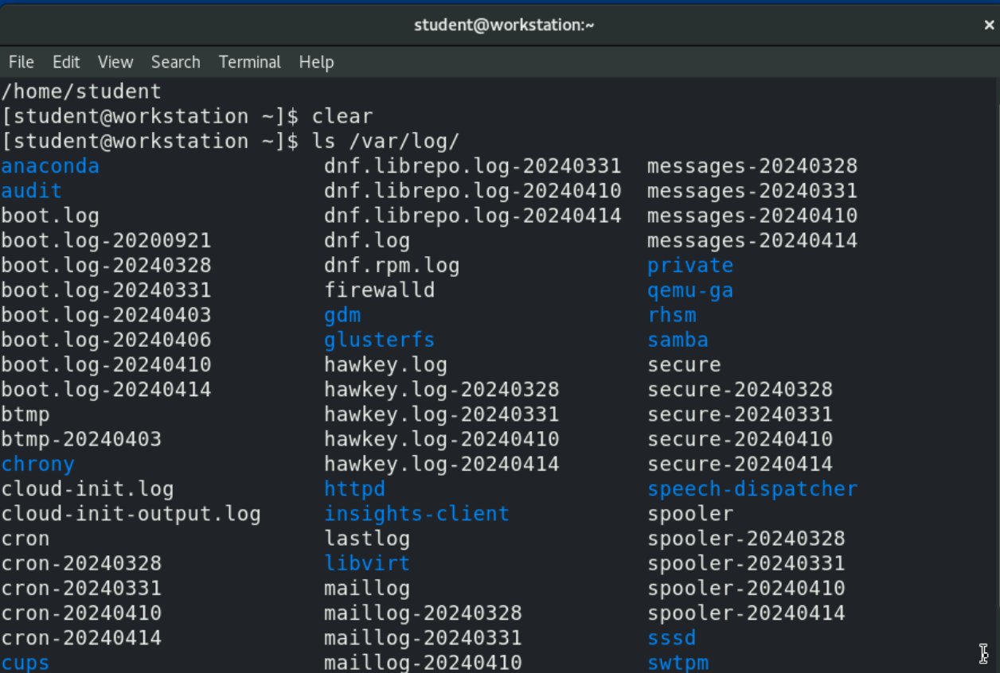 student@workstation:~ ×
File Edit View Search Terminal Help
/home/student
[student@workstation ~]$ clear
[student@workstation ~]$ ls /var/log/
anaconda dnf.librepo.log-20240331 messages-20240328
audit dnf.librepo.log-20240410 messages-20240331
boot.log dnf.librepo.log-20240414 messages-20240410
boot.log-20200921 dnf.log messages-20240414
boot.log-20240328 dnf.rpm.log private
boot.log-20240331 firewalld qemu-ga
boot.log-20240403 gdm rhsm
boot.log-20240406 glusterfs samba
boot.log-20240410 hawkey.log secure
boot.log-20240414 hawkey.log-20240328 secure-20240328
btmp hawkey.log-20240331 secure-20240331
btmp-20240403 hawkey.log-20240410 secure-20240410
chrony hawkey.log-20240414 secure-20240414
cloud-init.log httpd speech-dispatcher
cloud-init-output.log insights-client spooler
cron lastlog spooler-20240328
cron-20240328 libvirt spooler-20240331
cron-20240331 maillog spooler-20240410
cron-20240410 maillog-20240328 spooler-20240414
cron-20240414 maillog-20240331 sssd
cups maillog-20240410 swtpm